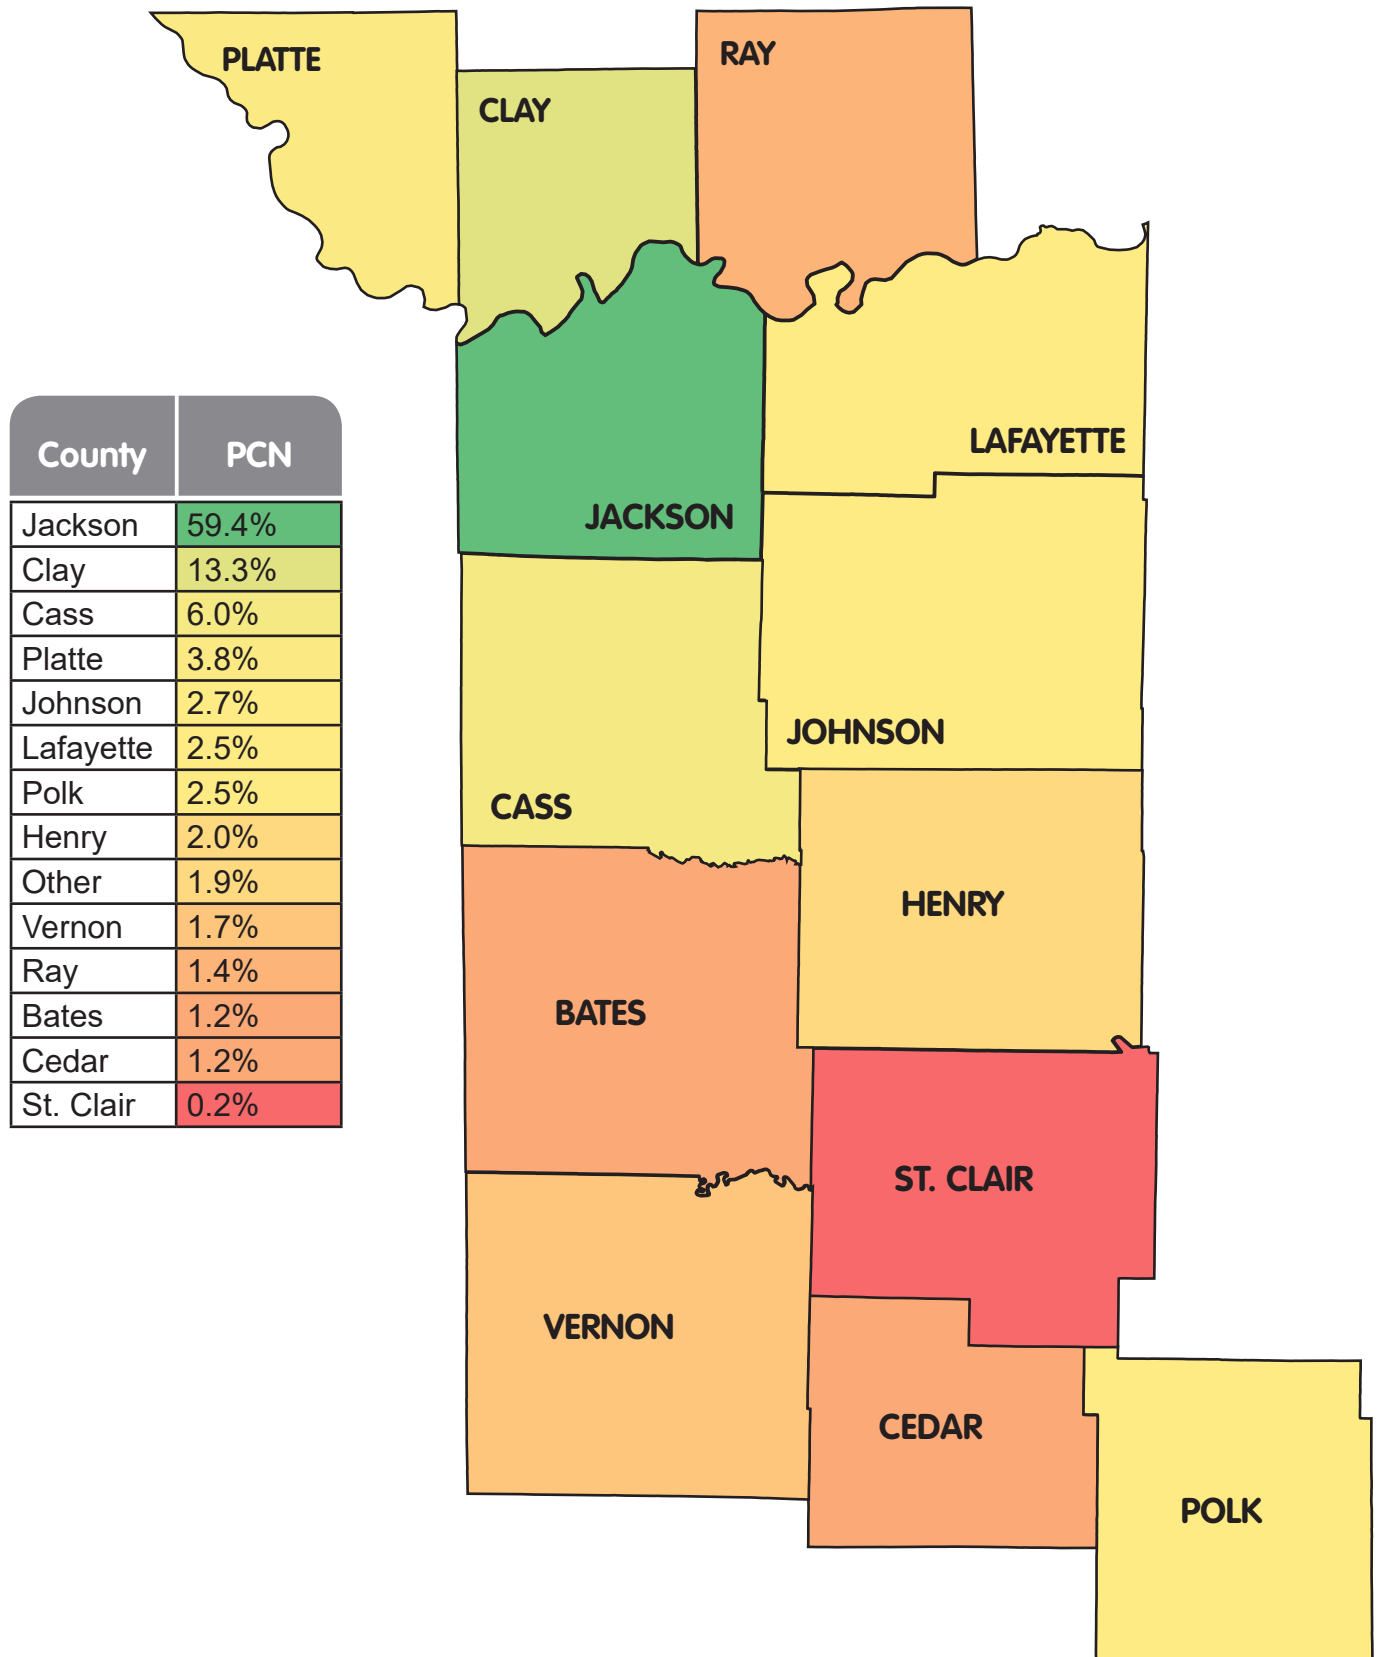 PLATTE
RAY
CLAY
LAFAYETTE
JACKSON
JOHNSON
CASS
HENRY
BATES
ST. CLAIR
VERNON
CEDAR
POLK
County PCN
Jackson 59.4%
Clay 13.3%
Cass 6.0%
Platte 3.8%
Johnson 2.7%
Lafayette 2.5%
Polk 2.5%
Henry 2.0%
Other 1.9%
Vernon 1.7%
Ray 1.4%
Bates 1.2%
Cedar 1.2%
St. Clair 0.2%